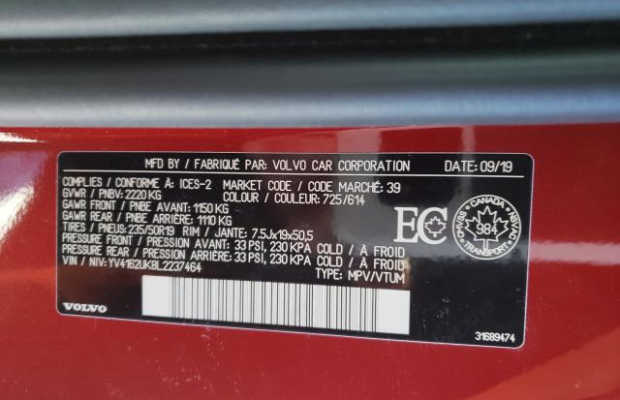 MFD BY / FABRIQUÉ PAR: VOLVO CAR CORPORATION DATE: 09/19
COMPLIES / CONFORME À: ICES-2 MARKET CODE / CODE MARCHÉ: 39
GVWR / PNBV: 2220 KG COLOUR / COULEUR: 725/614
GAWR FRONT / PNBE AVANT: 1150 KG
GAWR REAR / PNBE ARRIÈRE: 1110 KG
TIRES / PNEUS: 235/50R19 RIM / JANTE: 7.5Jx19x50,5
PRESSURE FRONT / PRESSION AVANT: 33 PSI, 230 KPA COLD / À FROID
PRESSURE REAR / PRESSION ARRIÈRE: 33 PSI, 230 KPA COLD / À FROID
VIN / NIV: YV4162UKBL2237464
TYPE: MPV/VTUM
EC
CANADA
984
TRANSPORT
VOLVO
31689474